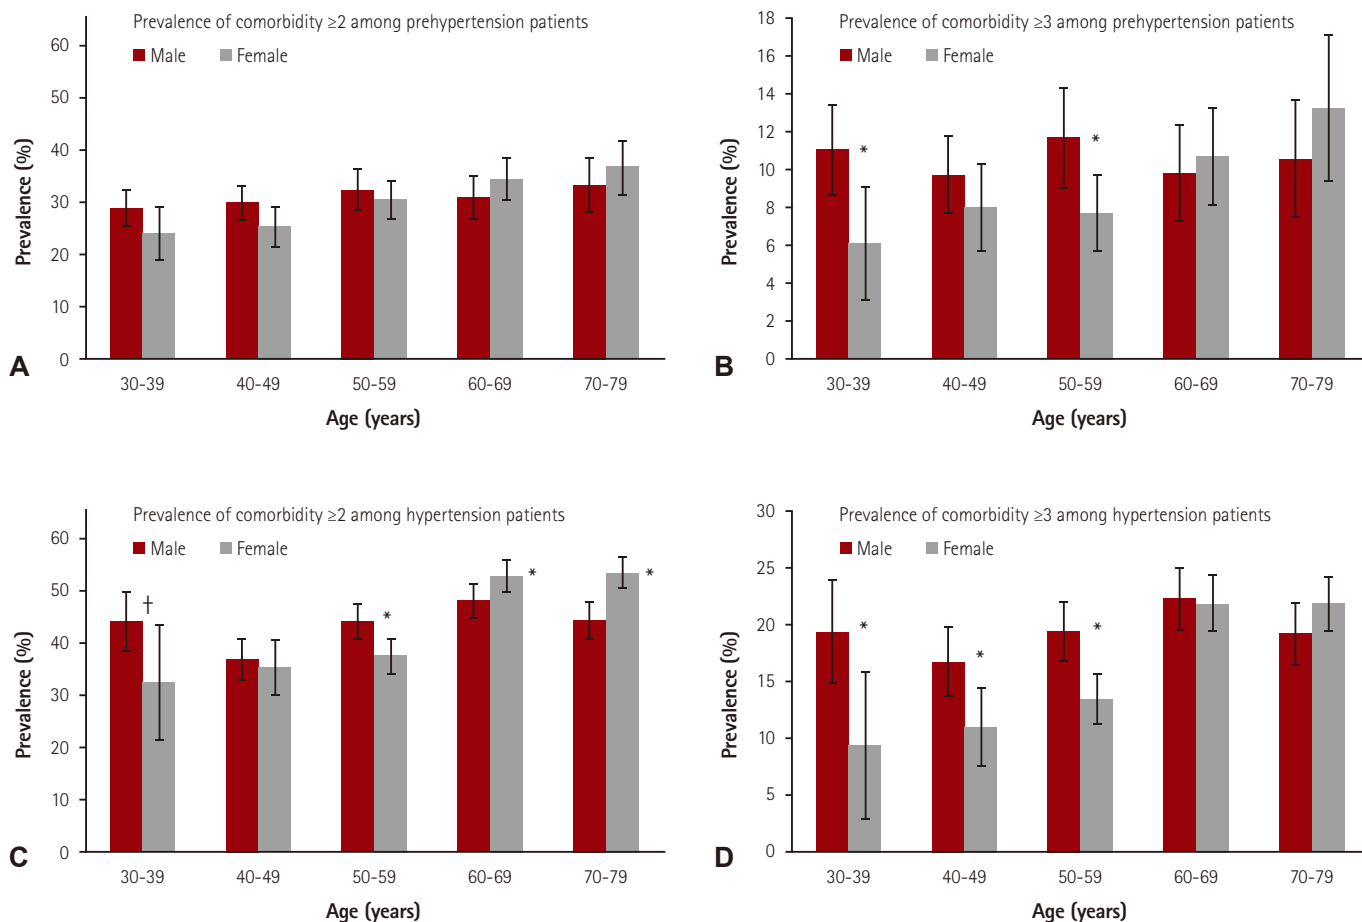 Prevalence of comorbidity ≥2 among prehypertension patients
Male Female
Prevalence (%)
60
50
40
30
20
10
0
30-39 40-49 50-59 60-69 70-79
Age (years)
A
Prevalence of comorbidity ≥3 among prehypertension patients
Male Female
Prevalence (%)
18
16
14
12
10
8
6
4
2
0
* *
30-39 40-49 50-59 60-69 70-79
Age (years)
B
Prevalence of comorbidity ≥2 among hypertension patients
Male Female
Prevalence (%)
60
50
40
30
20
10
0
† * * *
30-39 40-49 50-59 60-69 70-79
Age (years)
C
Prevalence of comorbidity ≥3 among hypertension patients
Male Female
Prevalence (%)
30
25
20
15
10
5
0
* * *
30-39 40-49 50-59 60-69 70-79
Age (years)
D